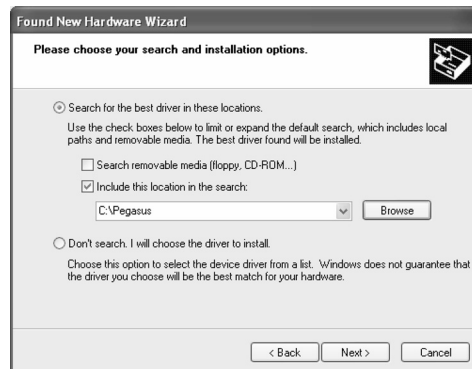 Found New Hardware Wizard
Please choose your search and installation options.
Search for the best driver in these locations.
Use the check boxes below to limit or expand the default search, which includes local
paths and removable media. The best driver found will be installed.
Search removable media (floppy, CD-ROM...)
Include this location in the search:
C:\Pegasus
Browse
Don't search. I will choose the driver to install.
Choose this option to select the device driver from a list. Windows does not guarantee that
the driver you choose will be the best match for your hardware.
< Back
Next >
Cancel